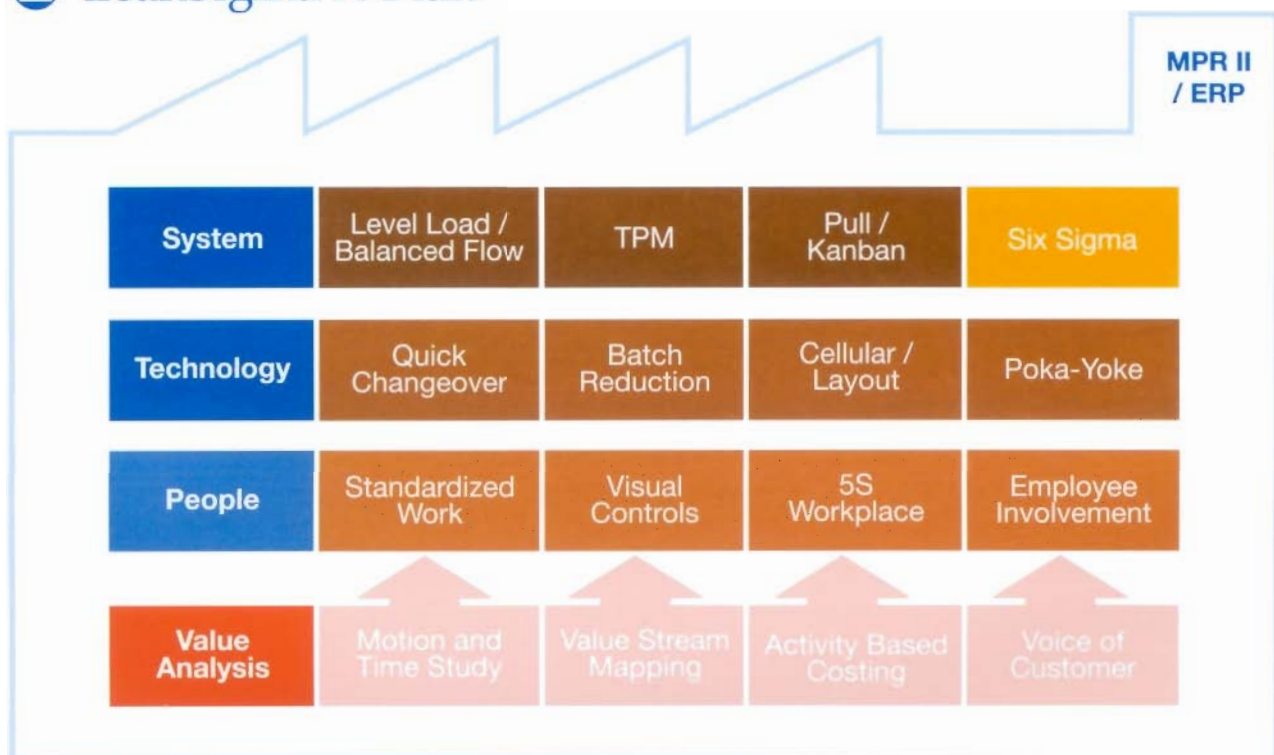 MPR II
/ ERP
System
Level Load /
Balanced Flow
TPM
Pull /
Kanban
Six Sigma
Technology
Quick
Changeover
Batch
Reduction
Cellular /
Layout
Poka-Yoke
People
Standardized
Work
Visual
Controls
5S
Workplace
Employee
Involvement
Value
Analysis
Motion and
Time Study
Value Stream
Mapping
Activity Based
Costing
Voice of
Customer